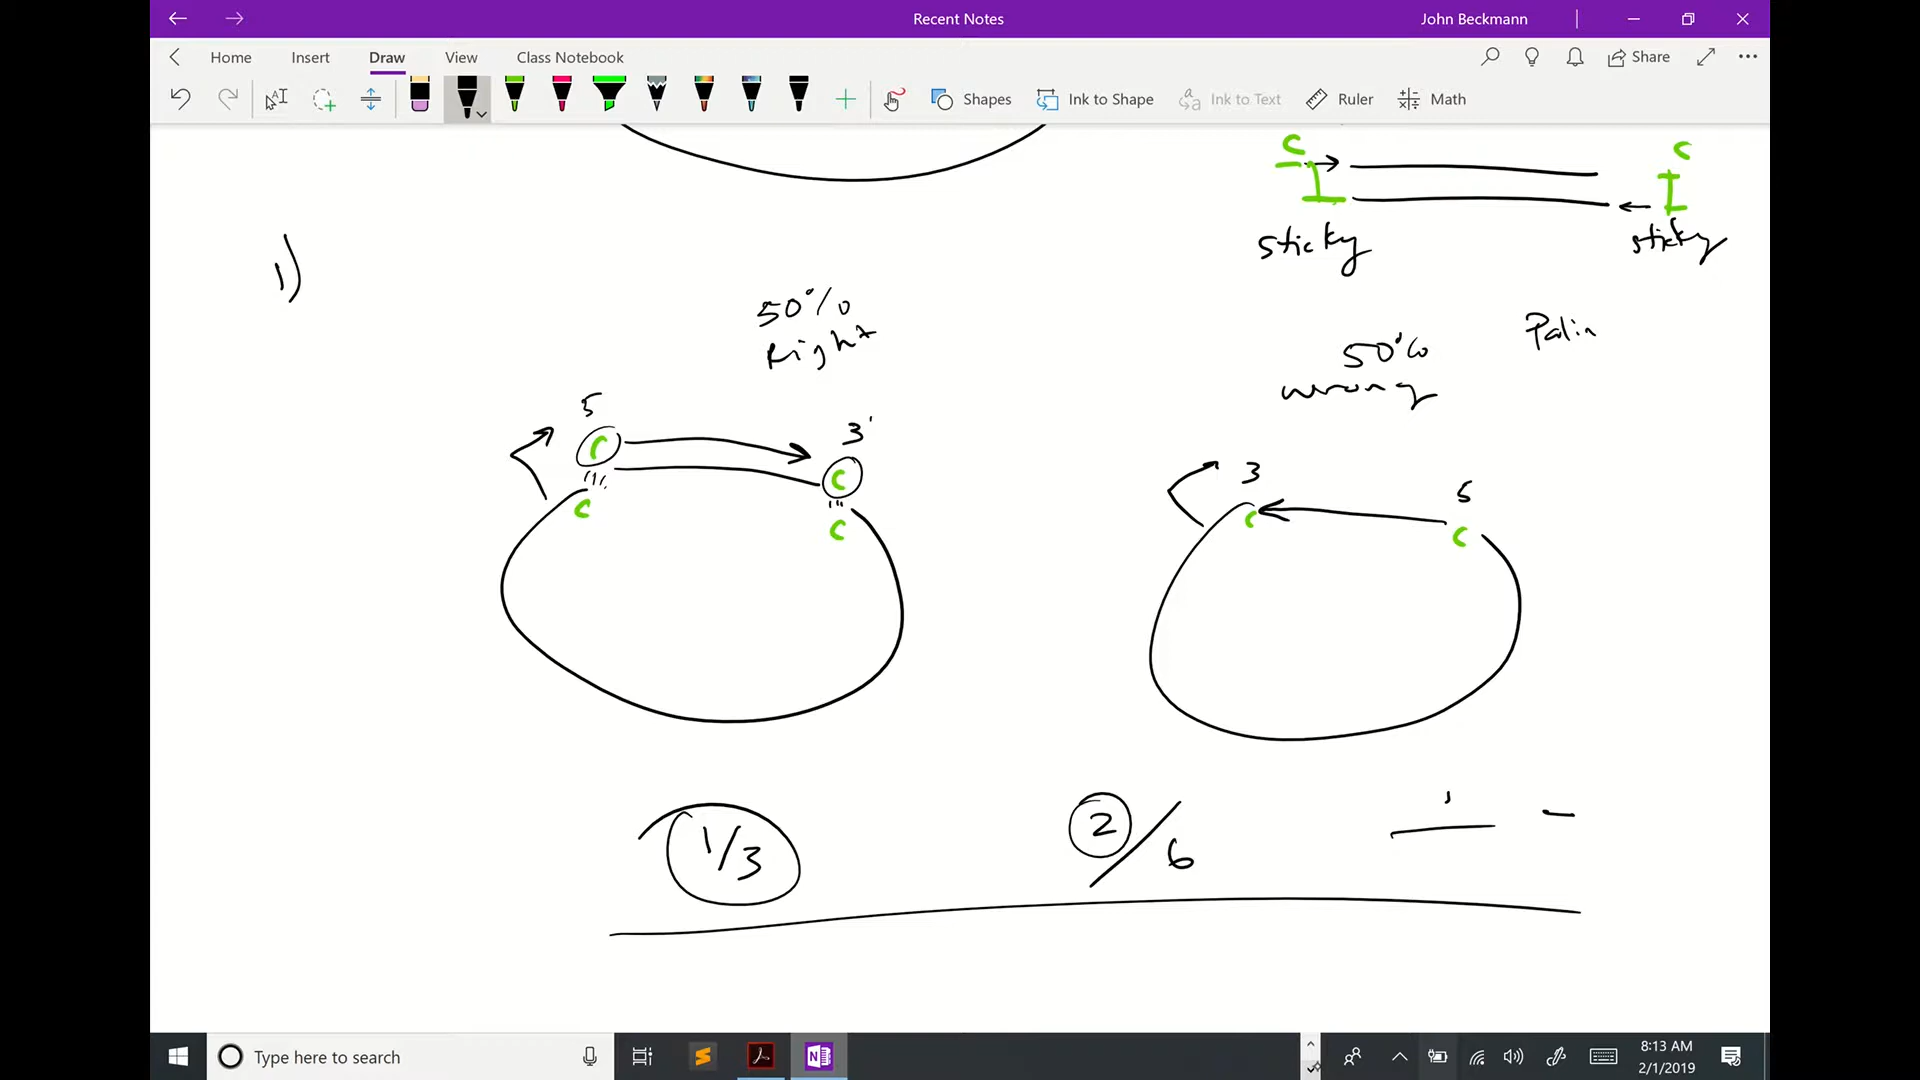 Recent Notes
John Beckmann
Home Insert Draw View Class Notebook
Share
Shapes Ink to Shape Ink to Text Ruler Math
C C
sticky sticky
1)
50%
Right
50%
wrong
Palin
5
C
3'
C
C
C
3
C
5
C
1/3
2/6
Type here to search
8:13 AM
2/1/2019